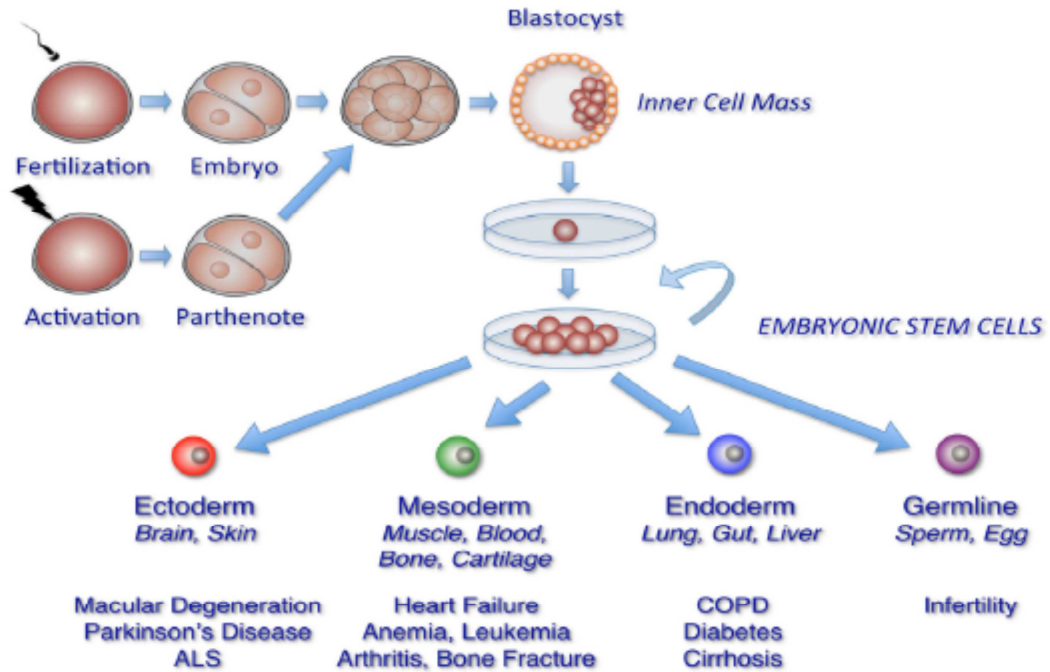 Blastocyst
Inner Cell Mass
Fertilization
Embryo
Activation
Parthenote
EMBRYONIC STEM CELLS
Ectoderm
Brain, Skin
Mesoderm
Muscle, Blood,
Bone, Cartilage
Endoderm
Lung, Gut, Liver
Germline
Sperm, Egg
Macular Degeneration
Parkinson's Disease
ALS
Heart Failure
Anemia, Leukemia
Arthritis, Bone Fracture
COPD
Diabetes
Cirrhosis
Infertility